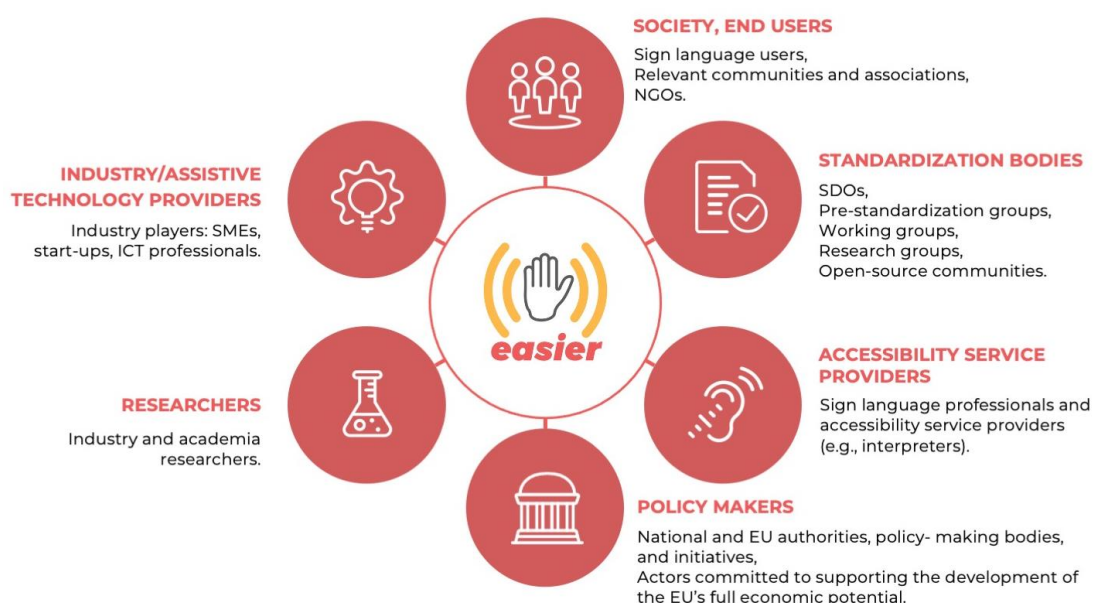 SOCIETY, END USERS
Sign language users,
Relevant communities and associations,
NGOs.
STANDARDIZATION BODIES
SDOs,
Pre-standardization groups,
Working groups,
Research groups,
Open-source communities.
ACCESSIBILITY SERVICE
PROVIDERS
Sign language professionals and
accessibility service providers
(e.g., interpreters).
POLICY MAKERS
National and EU authorities, policy- making bodies,
and initiatives,
Actors committed to supporting the development of
the EU's full economic potential.
RESEARCHERS
Industry and academia
researchers.
INDUSTRY/ASSISTIVE
TECHNOLOGY PROVIDERS
Industry players: SMEs,
start-ups, ICT professionals.
easier